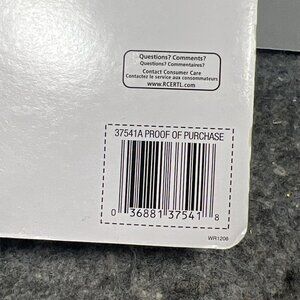 Questions? Comments?
Questions? Commentaires?
Contact Consumer Care
Contactez le service aux consommateurs
www.RCERTL.com
37541A PROOF OF PURCHASE
0 36881 37541 8
WR1206